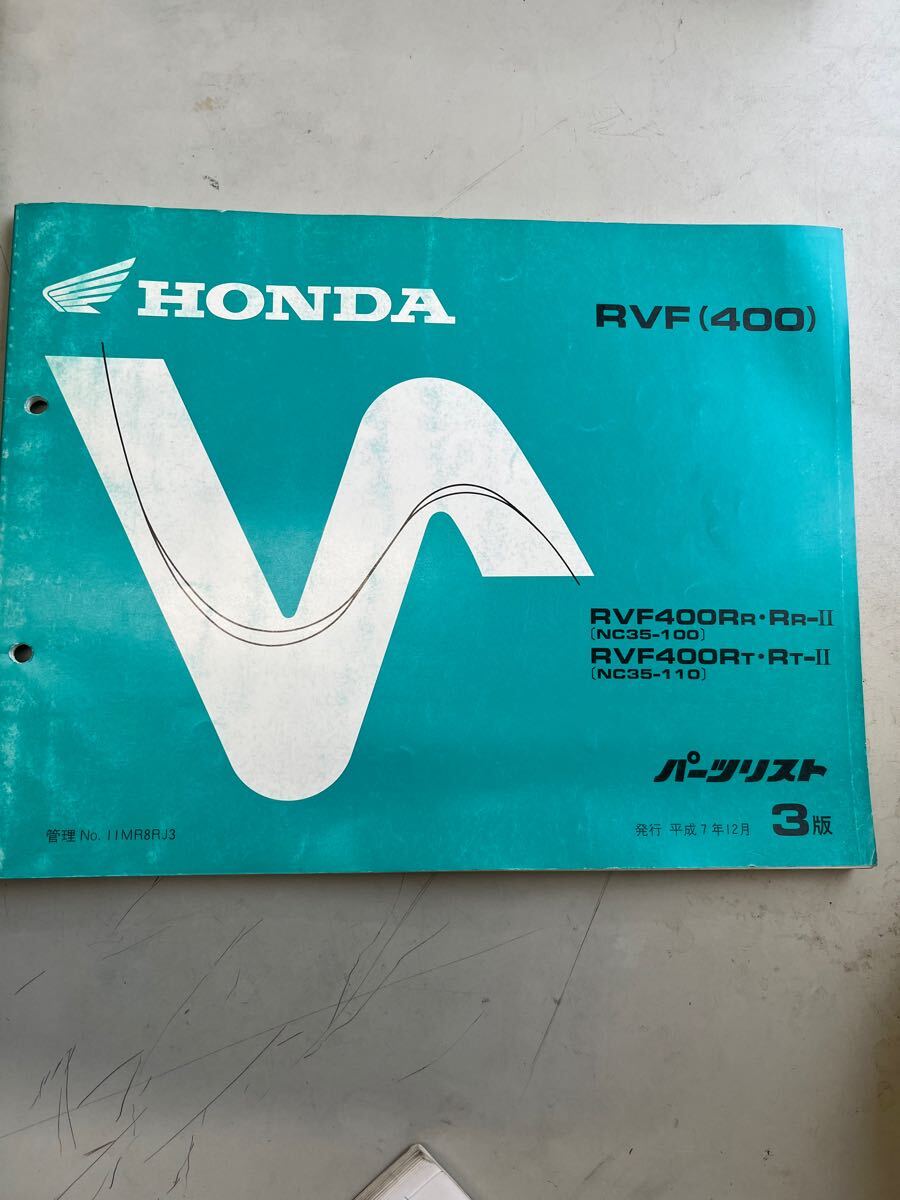 HONDA
RVF(400)
RVF400RR・RR-II
〔NC35-100〕
RVF400RT・RT-II
〔NC35-110〕
パーツリスト
管理 No. 11MR8RJ3
発行 平成7年12月 3版